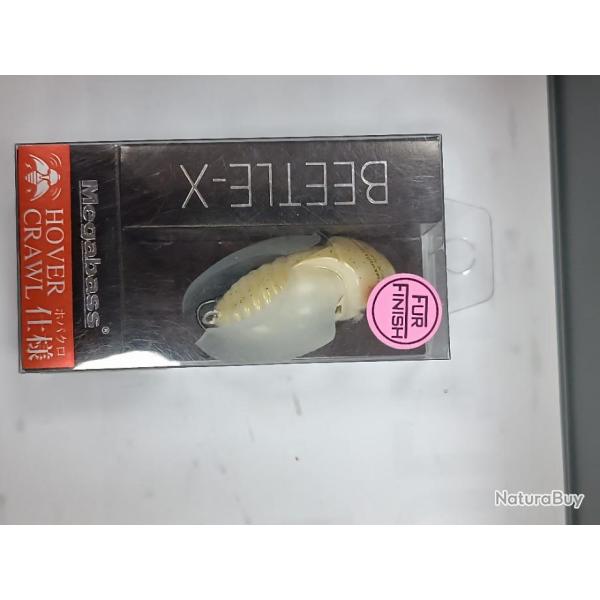 BEETLE-X
Megabass®
HOVER
CRAWL 仕様
ホバクロ
FUR
FINISH
NaturaBuy